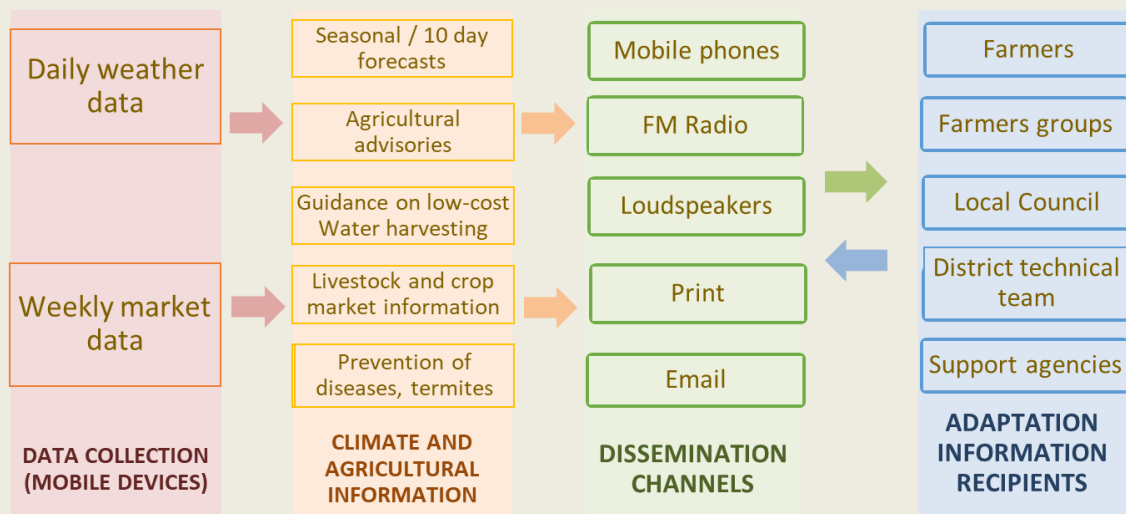 Daily weather
data
Weekly market
data
DATA COLLECTION
(MOBILE DEVICES)
Seasonal / 10 day
forecasts
Agricultural
advisories
Guidance on low-cost
Water harvesting
Livestock and crop
market information
Prevention of
diseases, termites
CLIMATE AND
AGRICULTURAL
INFORMATION
Mobile phones
FM Radio
Loudspeakers
Print
Email
DISSEMINATION
CHANNELS
Farmers
Farmers groups
Local Council
District technical
team
Support agencies
ADAPTATION
INFORMATION
RECIPIENTS